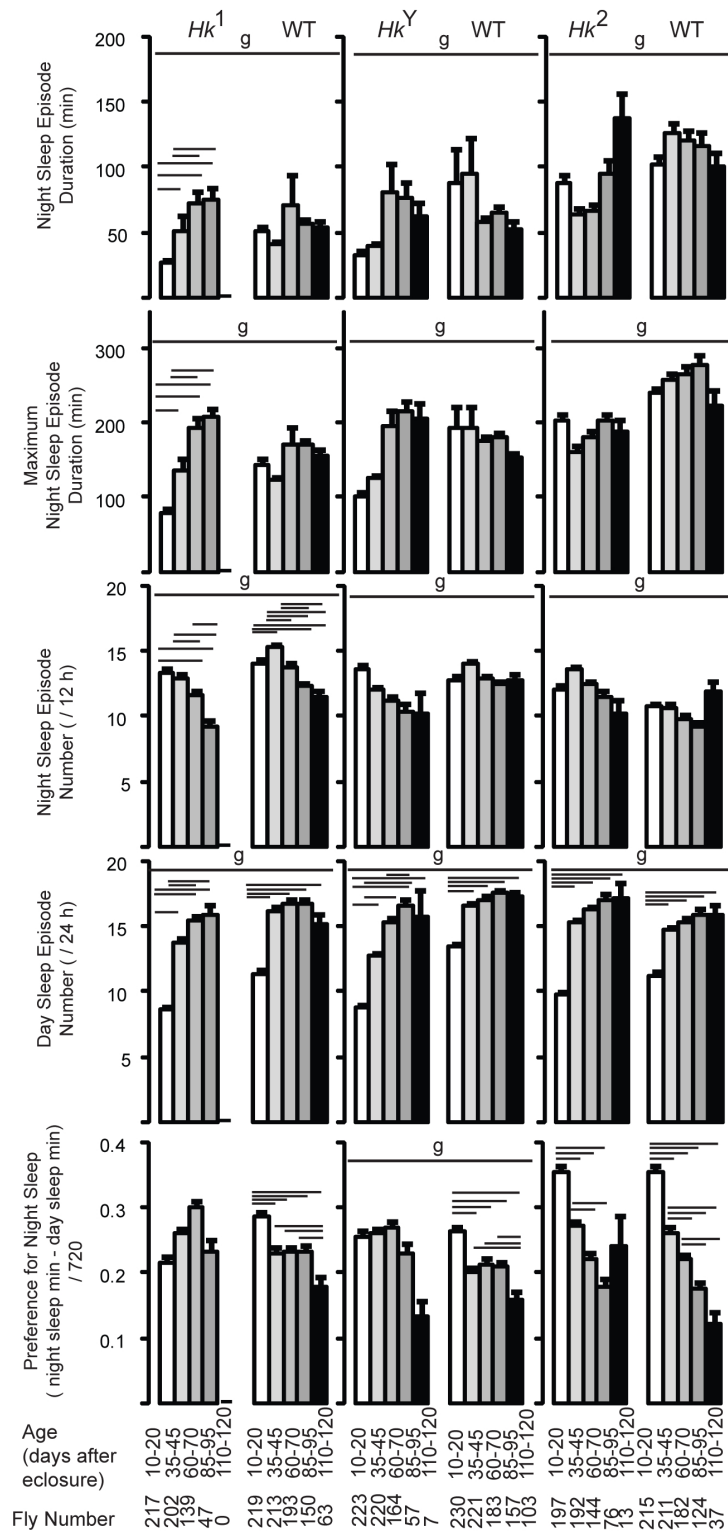 Hk1 WT HkY WT Hk2 WT
g g g
200
150
100
50
Night Sleep Episode
Duration (min)
g g g
300
200
100
Maximum
Night Sleep Episode
Duration (min)
g g g
20
15
10
5
Night Sleep Episode
Number ( / 12 h)
g g g
20
15
10
5
Day Sleep Episode
Number ( / 24 h)
g
0.4
0.3
0.2
0.1
Preference for Night Sleep
( night sleep min - day sleep min)
/ 720
Age
(days after
eclosure)
10-20 35-45 60-70 85-95 110-120 10-20 35-45 60-70 85-95 110-120 10-20 35-45 60-70 85-95 110-120 10-20 35-45 60-70 85-95 110-120 10-20 35-45 60-70 85-95 110-120 10-20 35-45 60-70 85-95 110-120
Fly Number
217 202 139 47 0 219 213 193 150 63 223 220 164 57 7 230 221 183 157 103 197 192 144 76 13 215 211 182 124 37